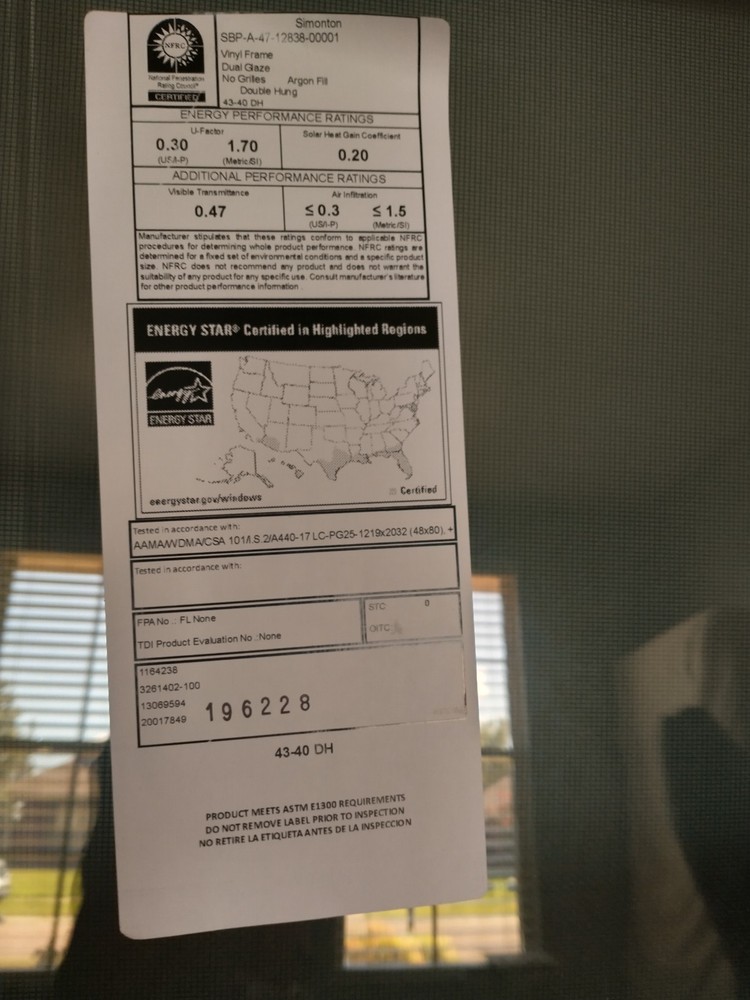 Simonton
SBP-A-47-12838-00001
NFRC
National Fenestration
Rating Council®
CERTIFIED
Vinyl Frame
Dual Glaze
No Grilles Argon Fill
Double Hung
43-40 DH
ENERGY PERFORMANCE RATINGS
U-Factor
0.30 1.70
(US/I-P) (Metric/SI)
Solar Heat Gain Coefficient
0.20
ADDITIONAL PERFORMANCE RATINGS
Visible Transmittance
0.47
Air Infiltration
≤ 0.3 ≤ 1.5
(US/I-P) (Metric/SI)
Manufacturer stipulates that these ratings conform to applicable NFRC
procedures for determining whole product performance. NFRC ratings are
determined for a fixed set of environmental conditions and a specific product
size. NFRC does not recommend any product and does not warrant the
suitability of any product for any specific use. Consult manufacturer's literature
for other product performance information.
ENERGY STAR® Certified in Highlighted Regions
energy
ENERGY STAR
Certified
energystar.gov/windows
Tested in accordance with:
AAMA/WDMA/CSA 101/I.S.2/A440-17 LC-PG25-1219x2032 (48x80), +
Tested in accordance with:
FPA No .: FL None
TDI Product Evaluation No .:None
STC: 0
OITC:
1164238
3261402-100
13069594
20017849
196228
43-40 DH
PRODUCT MEETS ASTM E1300 REQUIREMENTS
DO NOT REMOVE LABEL PRIOR TO INSPECTION
NO RETIRE LA ETIQUETA ANTES DE LA INSPECCION